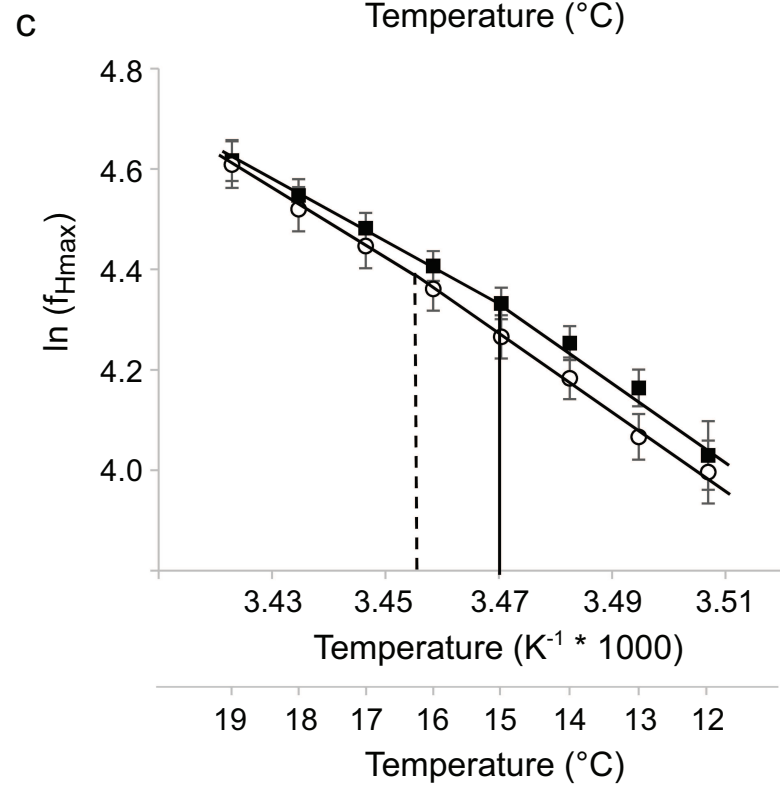 Temperature (°C)
c
4.8
4.6
4.4
4.2
4.0
ln (fHmax)
3.43 3.45 3.47 3.49 3.51
Temperature (K-1 * 1000)
19 18 17 16 15 14 13 12
Temperature (°C)